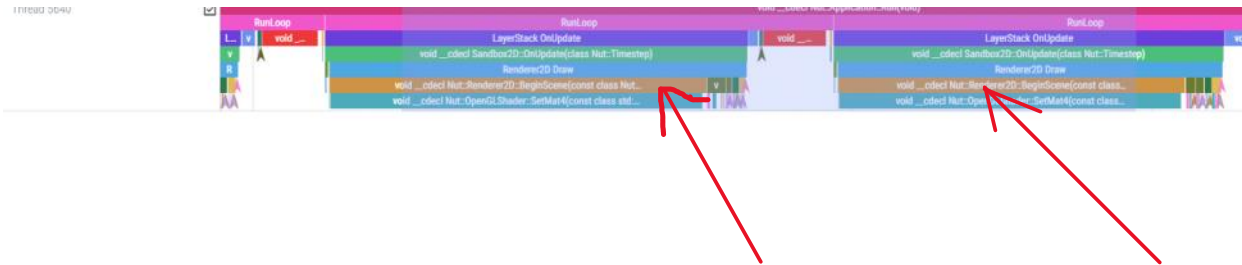 Thread 5640
void __cdecl Nut::Application::Run(void)
RunLoop RunLoop RunLoop
L... v void _... LayerStack OnUpdate void _... LayerStack OnUpdate
v void __cdecl Sandbox2D::OnUpdate(class Nut::Timestep) void __cdecl Sandbox2D::OnUpdate(class Nut::Timestep)
R Renderer2D Draw Renderer2D Draw
void __cdecl Nut::Renderer2D::BeginScene(const class Nut... v void __cdecl Nut::Renderer2D::BeginScene(const class...
void __cdecl Nut::OpenGLShader::SetMat4(const class std:... void __cdecl Nut::OpenGLShader::SetMat4(const class...